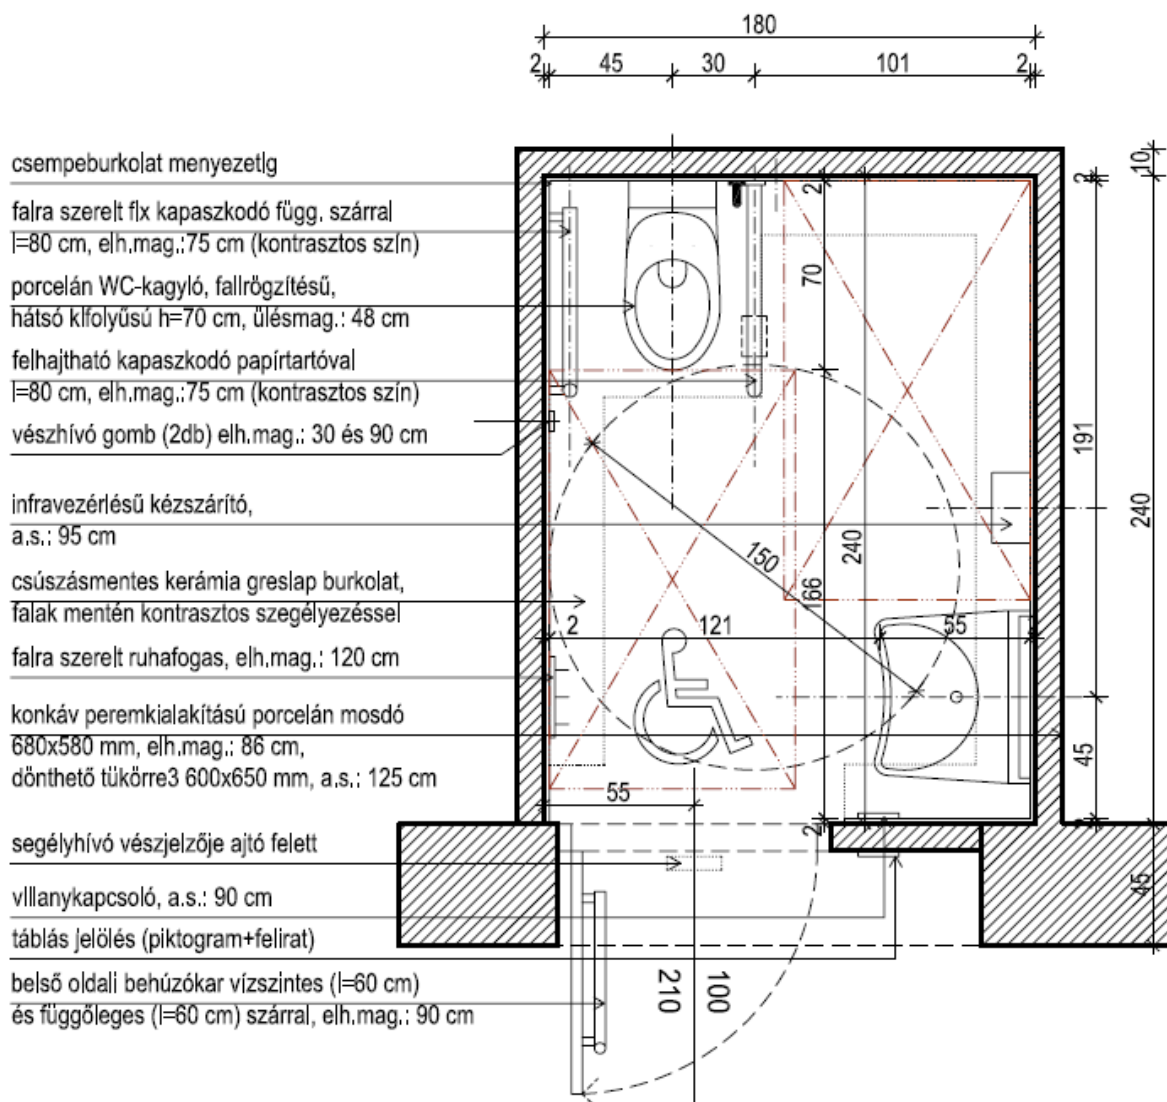 180
2 45 30 101 2
csempeburkolat menyezetig
falra szerelt fix kapaszkodó függ. szárral
l=80 cm, elh.mag.:75 cm (kontrasztos szín)
porcelán WC-kagyló, fallrögzítésű,
hátsó kifolyűsú h=70 cm, ülésmag.: 48 cm
felhajtható kapaszkodó papírtartóval
l=80 cm, elh.mag.:75 cm (kontrasztos szín)
vészhívó gomb (2db) elh.mag.: 30 és 90 cm
infravezérlésű kézszárító,
a.s.: 95 cm
csúszásmentes kerámia greslap burkolat,
falak mentén kontrasztos szegélyezéssel
falra szerelt ruhafogas, elh.mag.: 120 cm
konkáv peremkialakítású porcelán mosdó
680x580 mm, elh.mag.: 86 cm,
dönthető tükörre3 600x650 mm, a.s.: 125 cm
segélyhívó vészjelzője ajtó felett
villanykapcsoló, a.s.: 90 cm
táblás jelölés (piktogram+felirat)
belső oldali behúzókar vízszintes (l=60 cm)
és függőleges (l=60 cm) szárral, elh.mag.: 90 cm
2
70
166
2
240
150
2 121 55
55
100
210
2
191
45
10
240
45